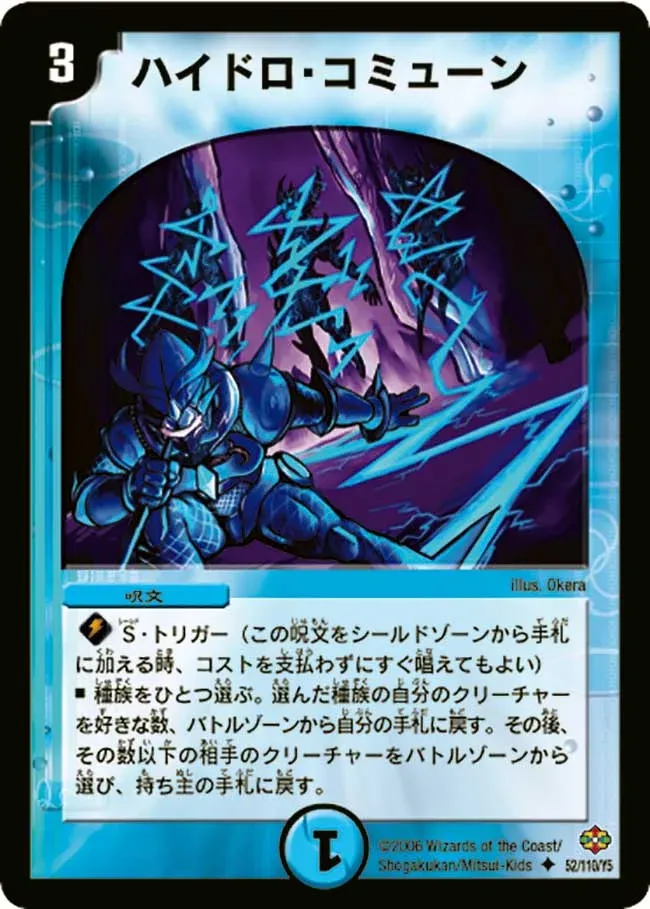 3
ハイドロ・コミューン
illus. Okera
呪文
S・トリガー（この呪文をシールドゾーンから手札
に加える時、コストを支払わずにすぐ唱えてもよい）
■ 種族をひとつ選ぶ。選んだ種族の自分のクリーチャー
を好きな数、バトルゾーンから自分の手札に戻す。その後、
その数以下の相手のクリーチャーをバトルゾーンから
選び、持ち主の手札に戻す。
1
©2006 Wizards of the Coast/
Shogakukan/Mitsui-Kids
52/110/Y5